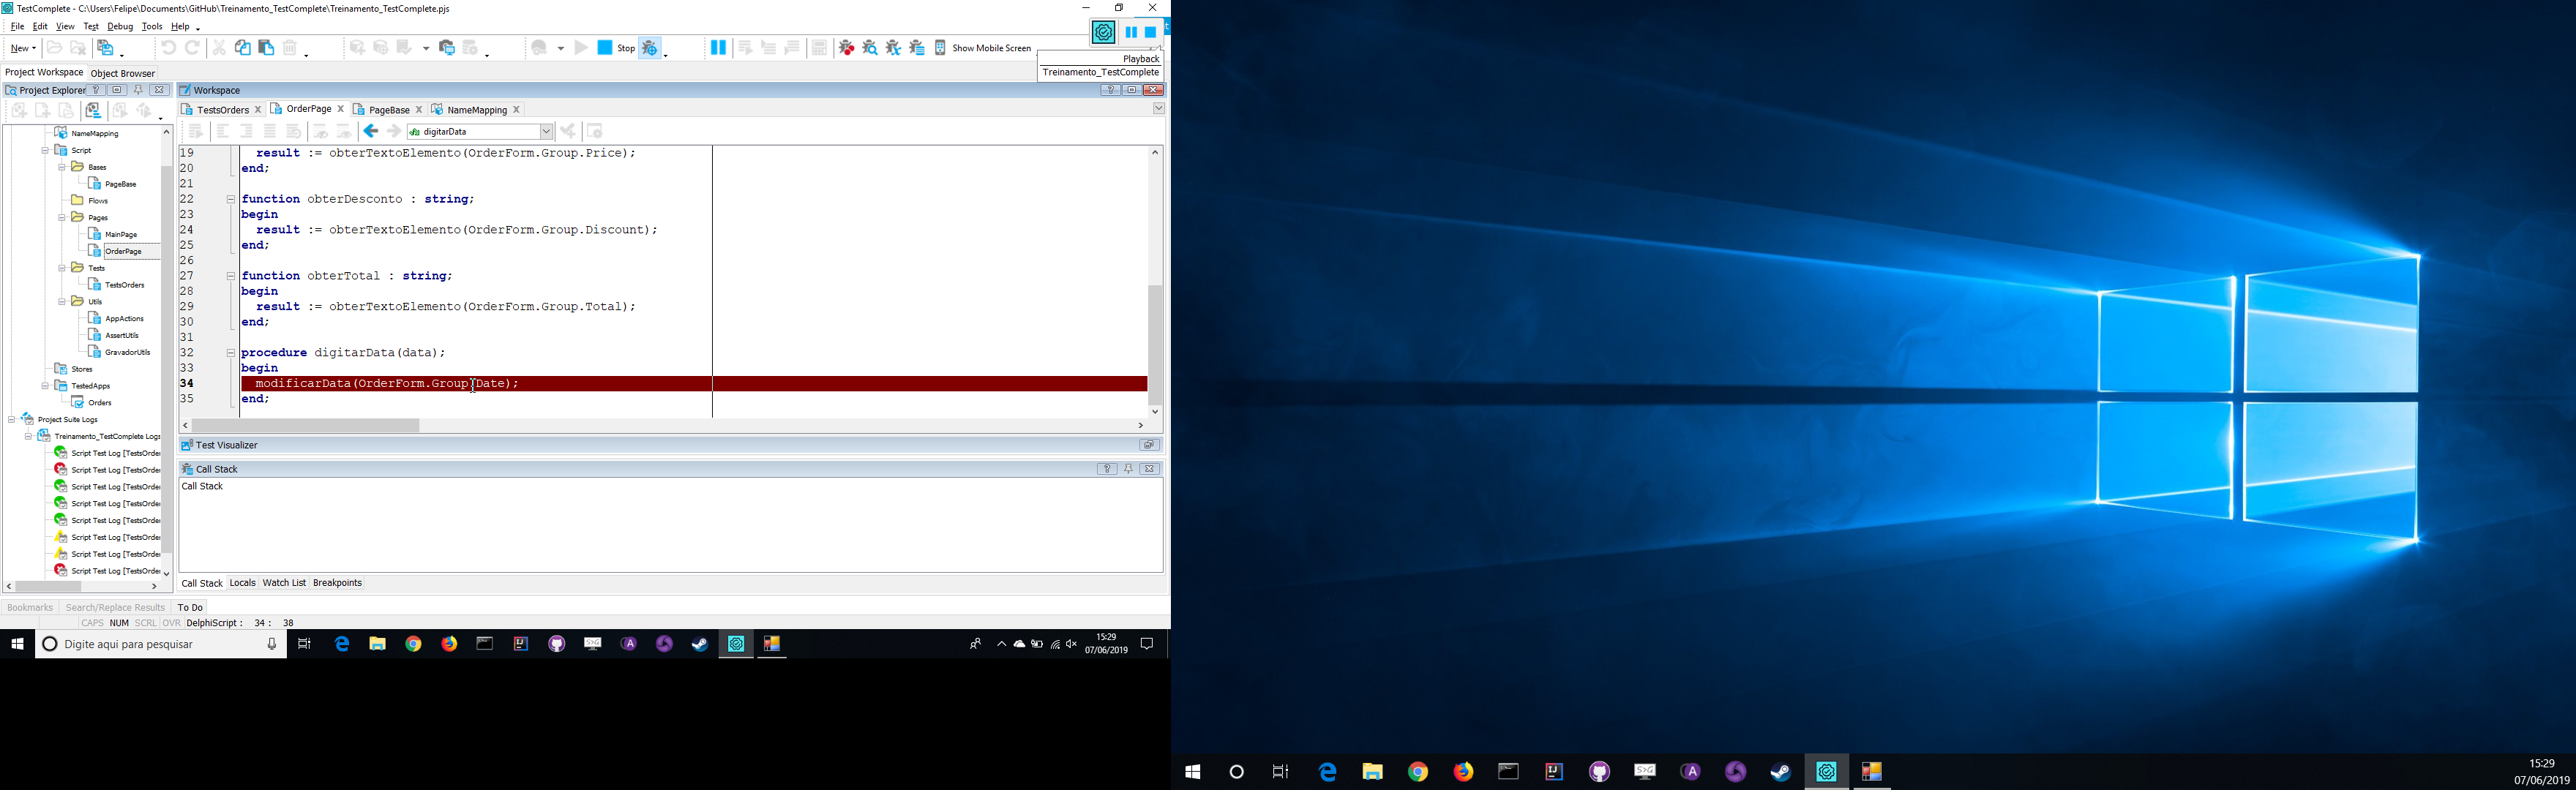 TestComplete - C:\Users\Felipe\Documents\GitHub\Treinamento_TestComplete\Treinamento_TestComplete.pjs
File Edit View Test Debug Tools Help
New Stop Show Mobile Screen
Playback
Treinamento_TestComplete
Project Workspace Object Browser
Project Explorer
Workspace
TestsOrders OrderPage PageBase NameMapping
digitarData
NameMapping
Script
Bases
PageBase
Flows
Pages
MainPage
OrderPage
Tests
TestsOrders
Utils
AppActions
AssertUtils
GravadorUtils
Stores
TestedApps
Orders
Project Suite Logs
Treinamento_TestComplete Logs
Script Test Log [TestsOrder
Script Test Log [TestsOrder
Script Test Log [TestsOrder
Script Test Log [TestsOrder
Script Test Log [TestsOrder
Script Test Log [TestsOrder
Script Test Log [TestsOrder
Script Test Log [TestsOrder
19 result := obterTextoElemento(OrderForm.Group.Price);
20 end;
21
22 function obterDesconto : string;
23 begin
24 result := obterTextoElemento(OrderForm.Group.Discount);
25 end;
26
27 function obterTotal : string;
28 begin
29 result := obterTextoElemento(OrderForm.Group.Total);
30 end;
31
32 procedure digitarData(data);
33 begin
34 modificarData(OrderForm.Group.Date);
35 end;
Test Visualizer
Call Stack
Call Stack
Call Stack Locals Watch List Breakpoints
Bookmarks Search/Replace Results To Do
CAPS NUM SCRL OVR DelphiScript : 34 : 38
Digite aqui para pesquisar
15:29
07/06/2019
15:29
07/06/2019